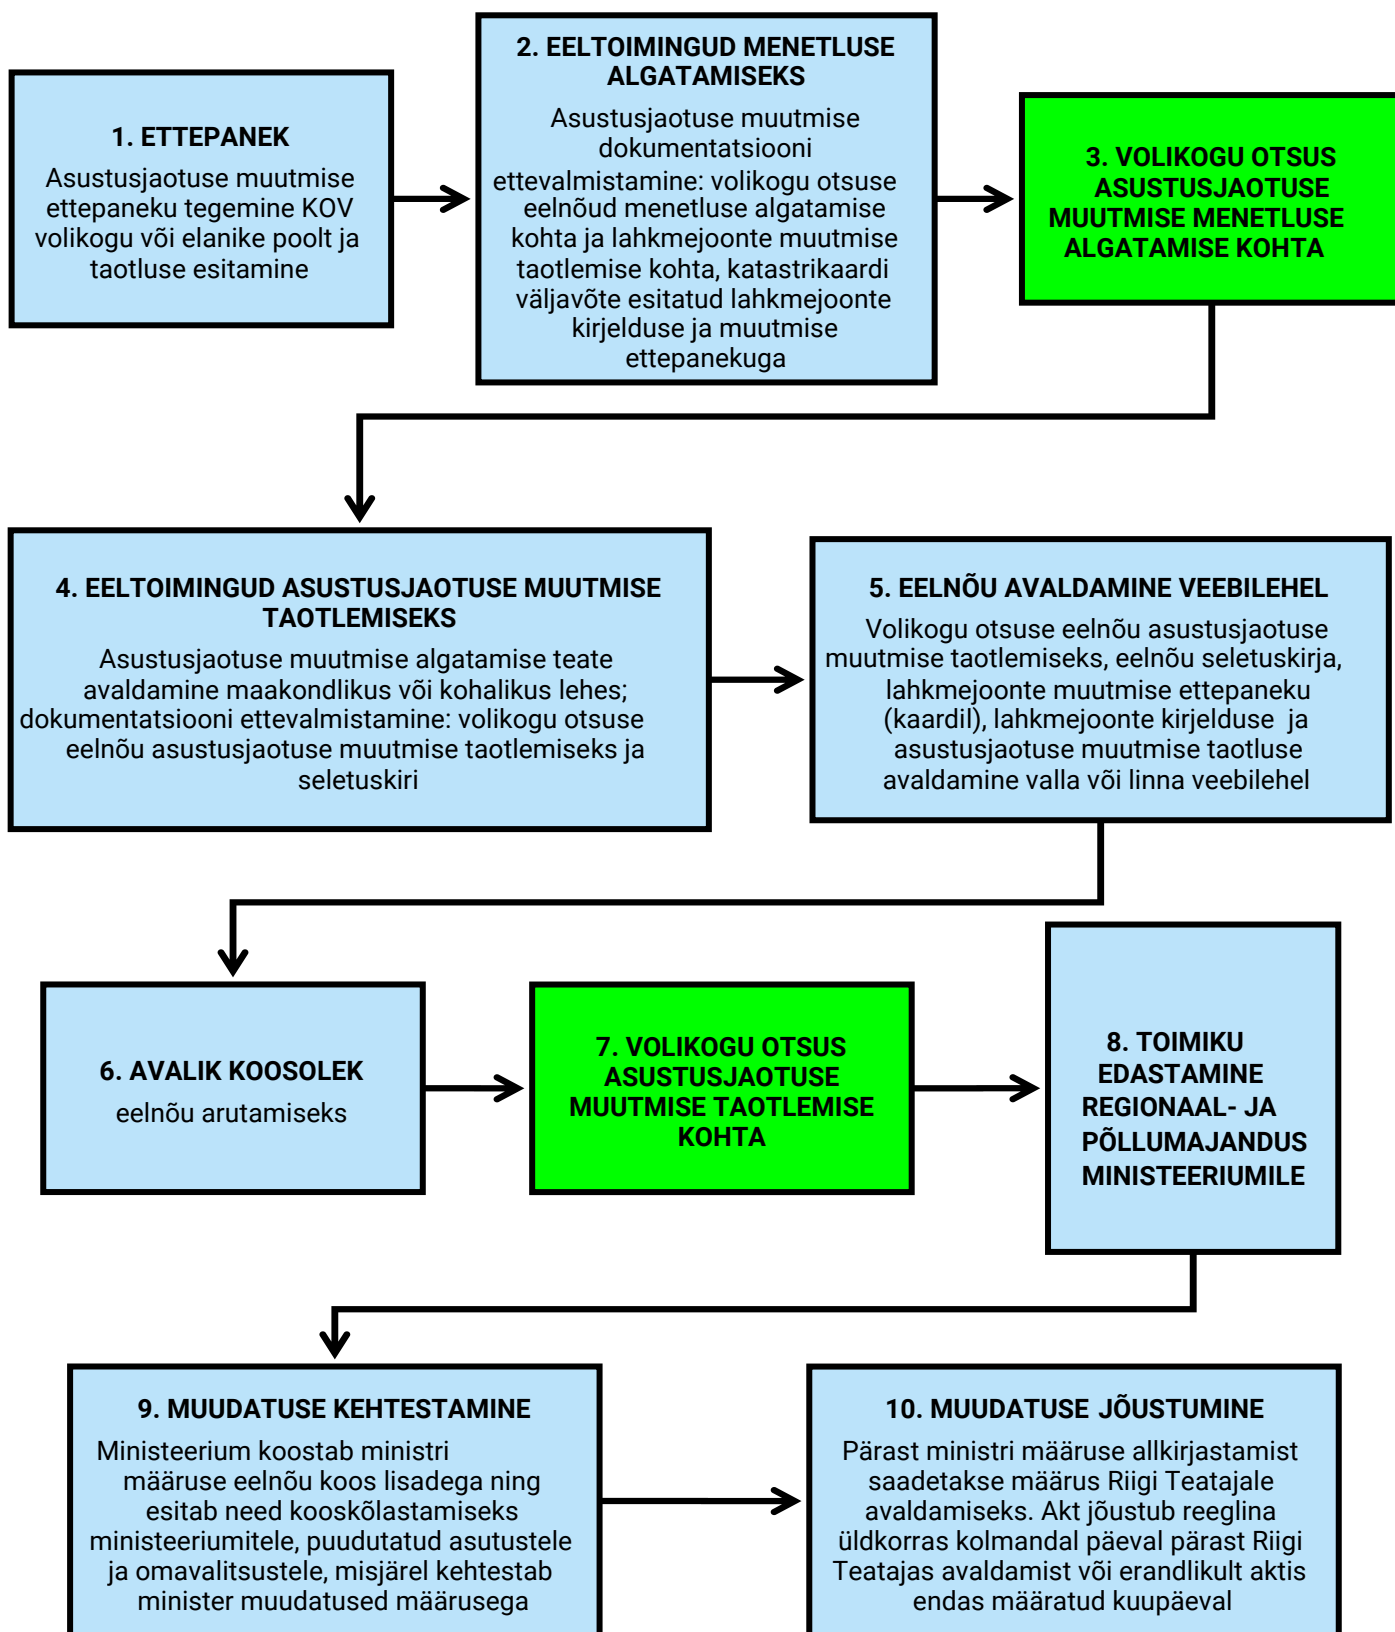 1. ETTEPANEK
Asustusjaotuse muutmise
ettepaneku tegemine KOV
volikogu või elanike poolt ja
taotluse esitamine
2. EELTOIMINGUD MENETLUSE
ALGATAMISEKS
Asustusjaotuse muutmise
dokumentatsiooni
ettevalmistamine: volikogu otsuse
eelnõud menetluse algatamise
kohta ja lahkmejoonte muutmise
taotlemise kohta, katastrikaardi
väljavõte esitatud lahkmejoonte
kirjelduse ja muutmise
ettepanekuga
3. VOLIKOGU OTSUS
ASUSTUSJAOTUSE
MUUTMISE MENETLUSE
ALGATAMISE KOHTA
4. EELTOIMINGUD ASUSTUSJAOTUSE MUUTMISE
TAOTLEMISEKS
Asustusjaotuse muutmise algatamise teate
avaldamine maakondlikus või kohalikus lehes;
dokumentatsiooni ettevalmistamine: volikogu otsuse
eelnõu asustusjaotuse muutmise taotlemiseks ja
seletuskiri
5. EELNÕU AVALDAMINE VEEBILEHEL
Volikogu otsuse eelnõu asustusjaotuse
muutmise taotlemiseks, eelnõu seletuskirja,
lahkmejoonte muutmise ettepaneku
(kaardil), lahkmejoonte kirjelduse ja
asustusjaotuse muutmise taotluse
avaldamine valla või linna veebilehel
6. AVALIK KOOSOLEK
eelnõu arutamiseks
7. VOLIKOGU OTSUS
ASUSTUSJAOTUSE
MUUTMISE TAOTLEMISE
KOHTA
8. TOIMIKU
EDASTAMINE
REGIONAAL- JA
PÕLLUMAJANDUS
MINISTEERIUMILE
9. MUUDATUSE KEHTESTAMINE
Ministeerium koostab ministri
määruse eelnõu koos lisadega ning
esitab need kooskõlastamiseks
ministeeriumitele, puudutatud asutustele
ja omavalitsustele, misjärel kehtestab
minister muudatused määrusega
10. MUUDATUSE JÕUSTUMINE
Pärast ministri määruse allkirjastamist
saadetakse määrus Riigi Teatajale
avaldamiseks. Akt jõustub reeglina
üldkorras kolmandal päeval pärast Riigi
Teatajas avaldamist või erandlikult aktis
endas määratud kuupäeval